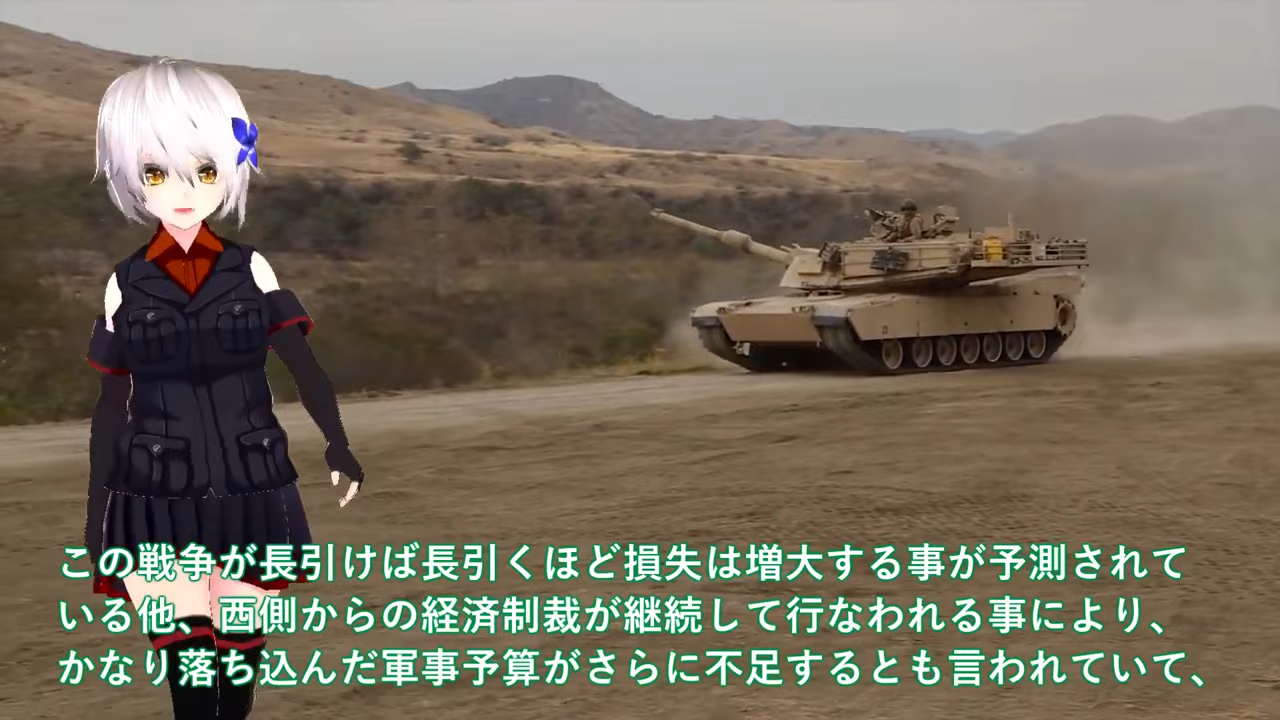 この戦争が長引けば長引くほど損失は増大する事が予測されて
いる他、西側からの経済制裁が継続して行なわれる事により、
かなり落ち込んだ軍事予算がさらに不足するとも言われていて、